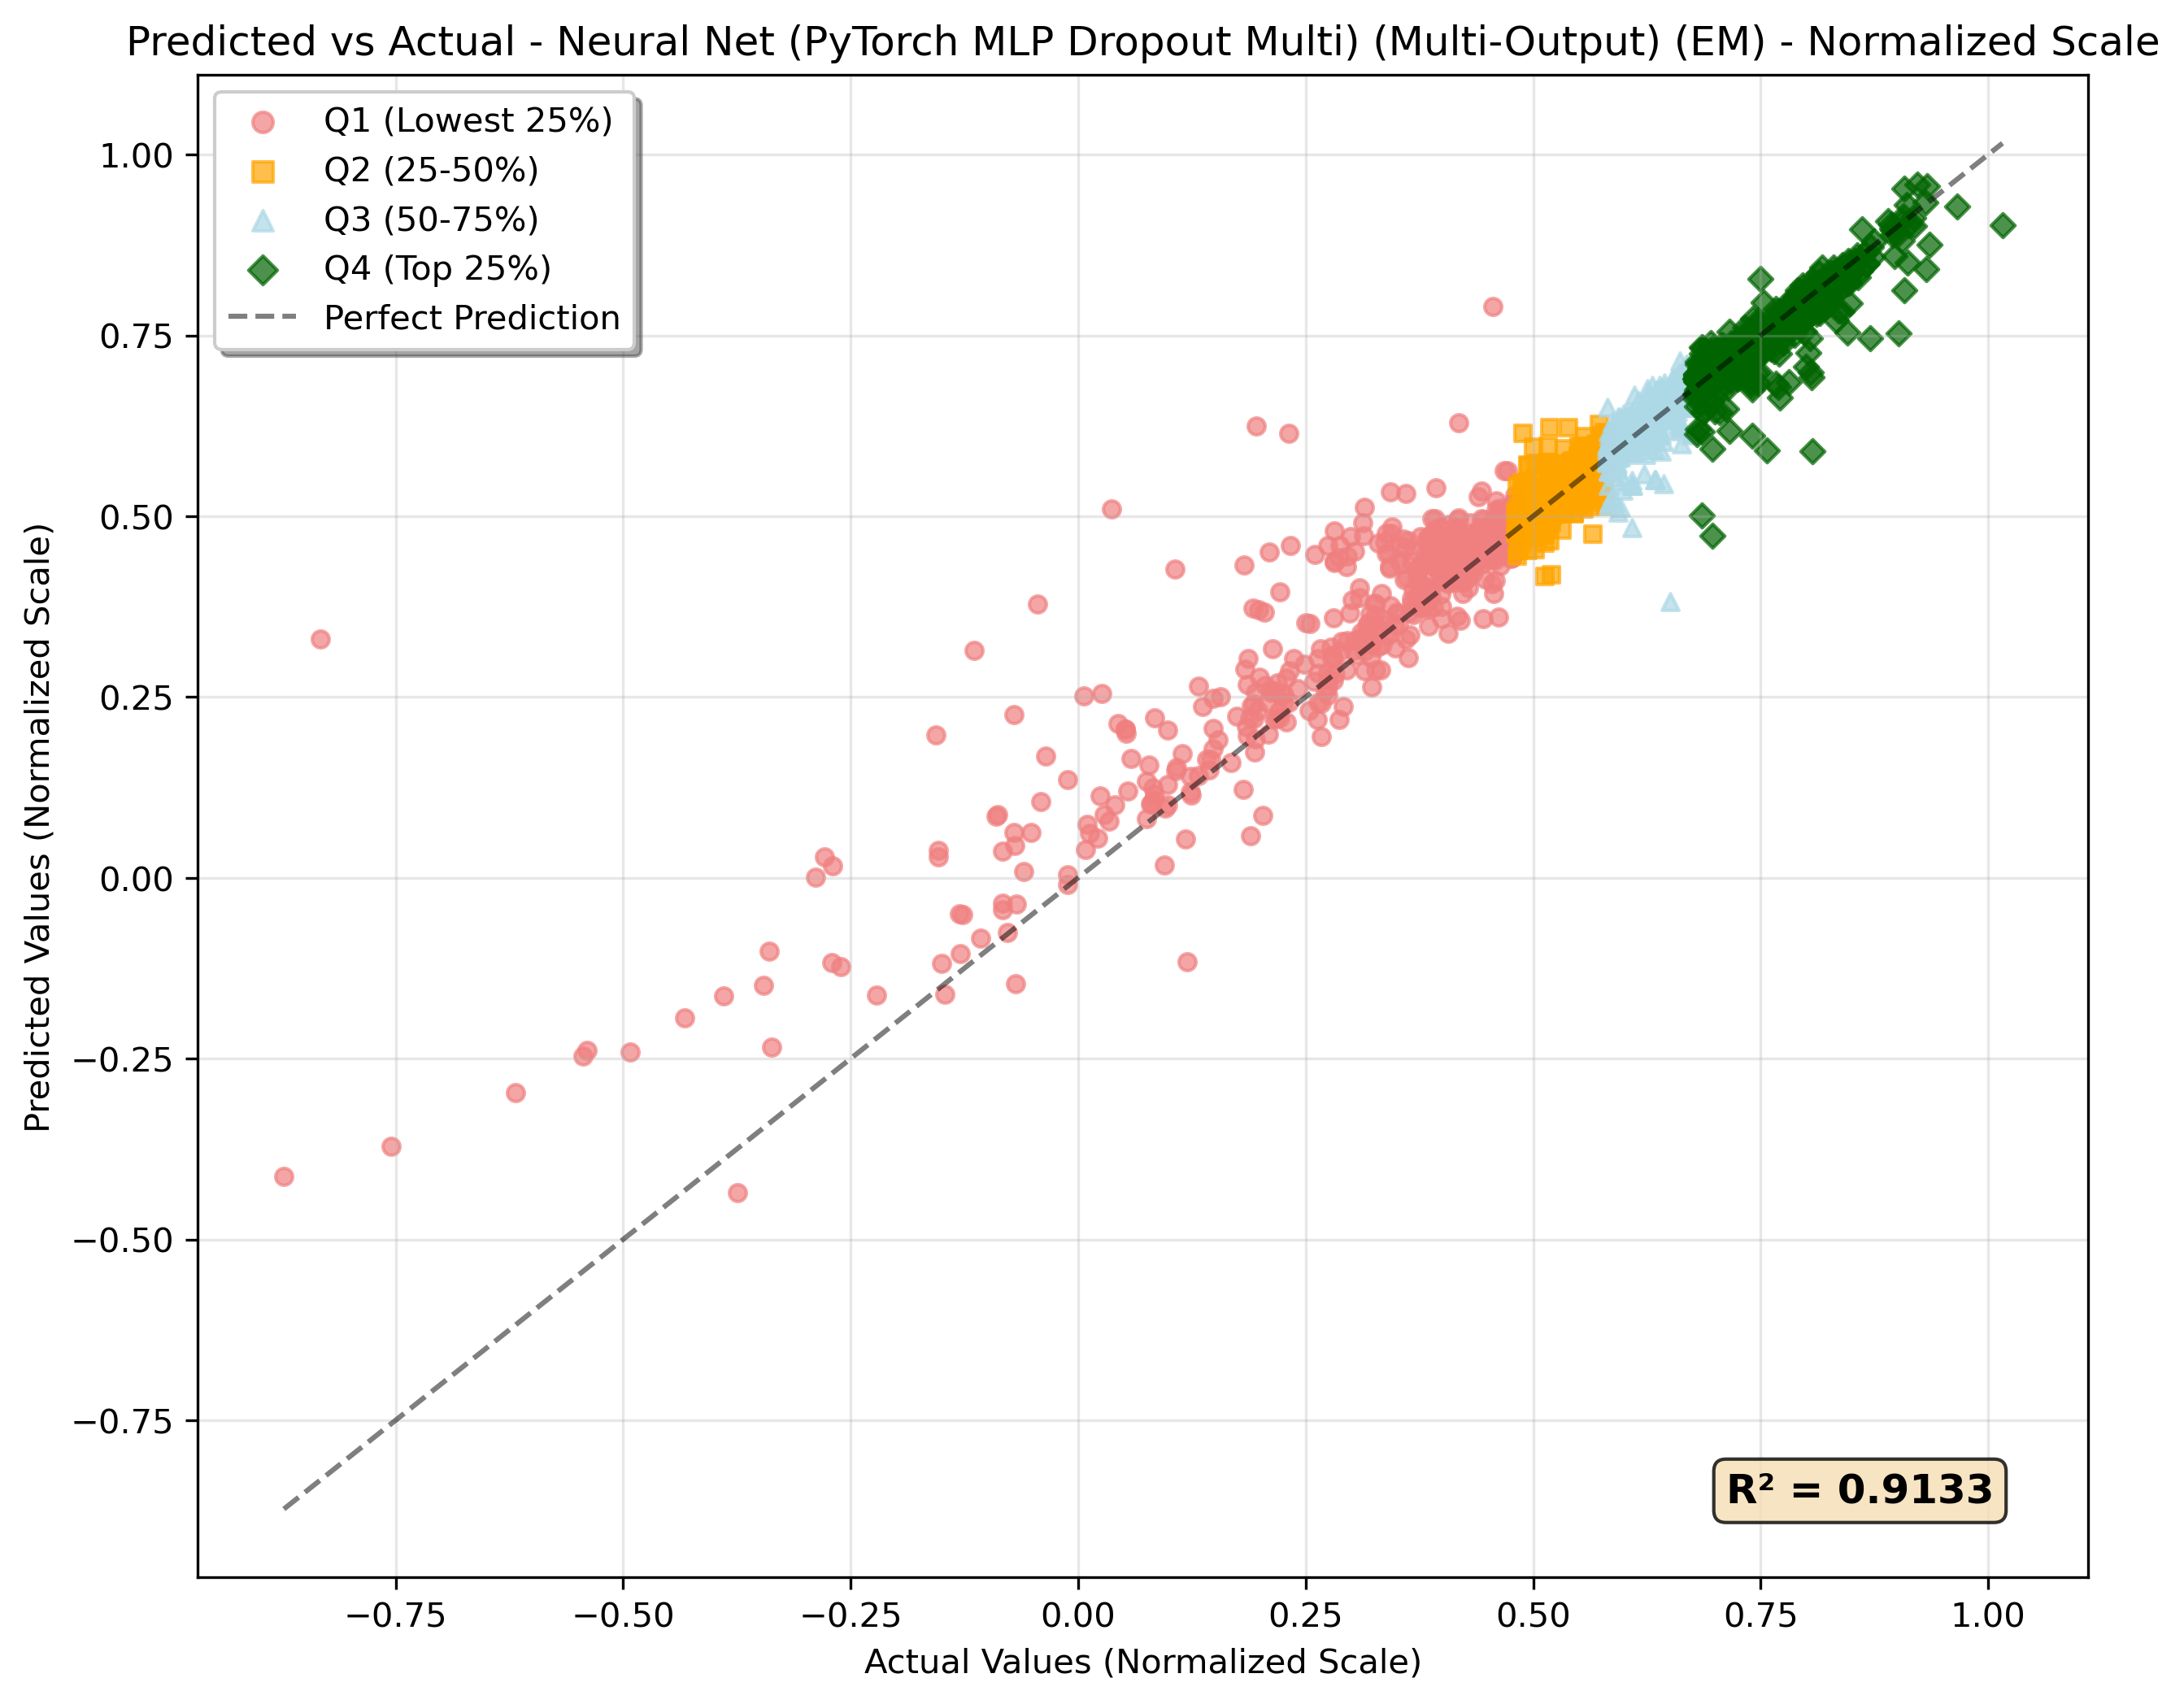 Predicted vs Actual - Neural Net (PyTorch MLP Dropout Multi) (Multi-Output) (EM) - Normalized Scale
Q1 (Lowest 25%)
Q2 (25-50%)
Q3 (50-75%)
Q4 (Top 25%)
Perfect Prediction
1.00
0.75
0.50
0.25
0.00
−0.25
−0.50
−0.75
Predicted Values (Normalized Scale)
R² = 0.9133
−0.75
−0.50
−0.25
0.00
0.25
0.50
0.75
1.00
Actual Values (Normalized Scale)